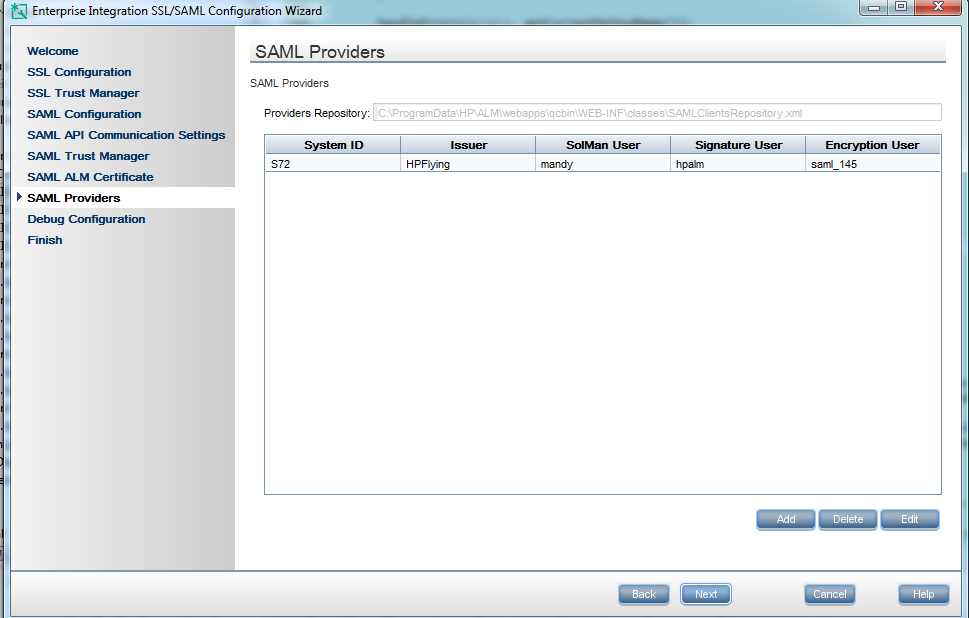 Enterprise Integration SSL/SAML Configuration Wizard
Welcome
SSL Configuration
SSL Trust Manager
SAML Configuration
SAML API Communication Settings
SAML Trust Manager
SAML ALM Certificate
SAML Providers
Debug Configuration
Finish
SAML Providers
SAML Providers
Providers Repository: C:\ProgramData\HP\ALM\webapps\qcbin\WEB-INF\classes\SAMLClientsRepository.xml
System ID Issuer SolMan User Signature User Encryption User
S72 HPFlying mandy hpalm saml_145
Add Delete Edit
Back Next Cancel Help